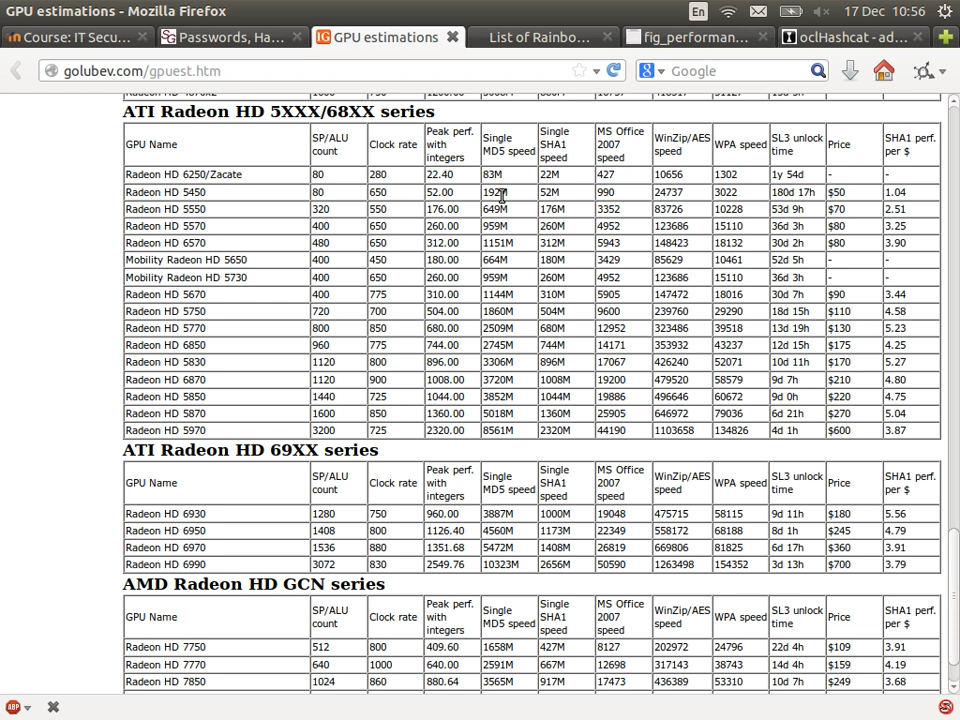 GPU estimations - Mozilla Firefox En 17 Dec 10:56
Course: IT Secu... Passwords, Ha... GPU estimations List of Rainbo... fig_performan... oclHashcat - ad...
golubev.com/gpuest.htm Google
ATI Radeon HD 5XXX/68XX series
GPU Name SP/ALU count Clock rate Peak perf. with integers Single MD5 speed Single SHA1 speed MS Office 2007 speed WinZip/AES speed WPA speed SL3 unlock time Price SHA1 perf. per $
Radeon HD 6250/Zacate 80 280 22.40 83M 22M 427 10656 1302 1y 54d - -
Radeon HD 5450 80 650 52.00 192M 52M 990 24737 3022 180d 17h $50 1.04
Radeon HD 5550 320 550 176.00 649M 176M 3352 83726 10228 53d 9h $70 2.51
Radeon HD 5570 400 650 260.00 959M 260M 4952 123686 15110 36d 3h $80 3.25
Radeon HD 6570 480 650 312.00 1151M 312M 5943 148423 18132 30d 2h $80 3.90
Mobility Radeon HD 5650 400 450 180.00 664M 180M 3429 85629 10461 52d 5h - -
Mobility Radeon HD 5730 400 650 260.00 959M 260M 4952 123686 15110 36d 3h - -
Radeon HD 5670 400 775 310.00 1144M 310M 5905 147472 18016 30d 7h $90 3.44
Radeon HD 5750 720 700 504.00 1860M 504M 9600 239760 29290 18d 15h $110 4.58
Radeon HD 5770 800 850 680.00 2509M 680M 12952 323486 39518 13d 19h $130 5.23
Radeon HD 6850 960 775 744.00 2745M 744M 14171 353932 43237 12d 15h $175 4.25
Radeon HD 5830 1120 800 896.00 3306M 896M 17067 426240 52071 10d 11h $170 5.27
Radeon HD 6870 1120 900 1008.00 3720M 1008M 19200 479520 58579 9d 7h $210 4.80
Radeon HD 5850 1440 725 1044.00 3852M 1044M 19886 496646 60672 9d 0h $220 4.75
Radeon HD 5870 1600 850 1360.00 5018M 1360M 25905 646972 79036 6d 21h $270 5.04
Radeon HD 5970 3200 725 2320.00 8561M 2320M 44190 1103658 134826 4d 1h $600 3.87
ATI Radeon HD 69XX series
GPU Name SP/ALU count Clock rate Peak perf. with integers Single MD5 speed Single SHA1 speed MS Office 2007 speed WinZip/AES speed WPA speed SL3 unlock time Price SHA1 perf. per $
Radeon HD 6930 1280 750 960.00 3887M 1000M 19048 475715 58115 9d 11h $180 5.56
Radeon HD 6950 1408 800 1126.40 4560M 1173M 22349 558172 68188 8d 1h $245 4.79
Radeon HD 6970 1536 880 1351.68 5472M 1408M 26819 669806 81825 6d 17h $360 3.91
Radeon HD 6990 3072 830 2549.76 10323M 2656M 50590 1263498 154352 3d 13h $700 3.79
AMD Radeon HD GCN series
GPU Name SP/ALU count Clock rate Peak perf. with integers Single MD5 speed Single SHA1 speed MS Office 2007 speed WinZip/AES speed WPA speed SL3 unlock time Price SHA1 perf. per $
Radeon HD 7750 512 800 409.60 1658M 427M 8127 202972 24796 22d 4h $109 3.91
Radeon HD 7770 640 1000 640.00 2591M 667M 12698 317143 38743 14d 4h $159 4.19
Radeon HD 7850 1024 860 880.64 3565M 917M 17473 436389 53310 10d 7h $249 3.68
ABP